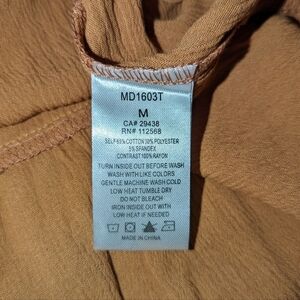 MD1603T
M
CA# 29438
RN# 112568
SELF 65% COTTON 30% POLYESTER
5% SPANDEX
CONTRAST 100% RAYON
TURN INSIDE OUT BEFORE WASH
WASH WITH LIKE COLORS
GENTLE MACHINE WASH COLD
LOW HEAT TUMBLE DRY
DO NOT BLEACH
IRON INSIDE OUT WITH
LOW HEAT IF NEEDED
MADE IN CHINA